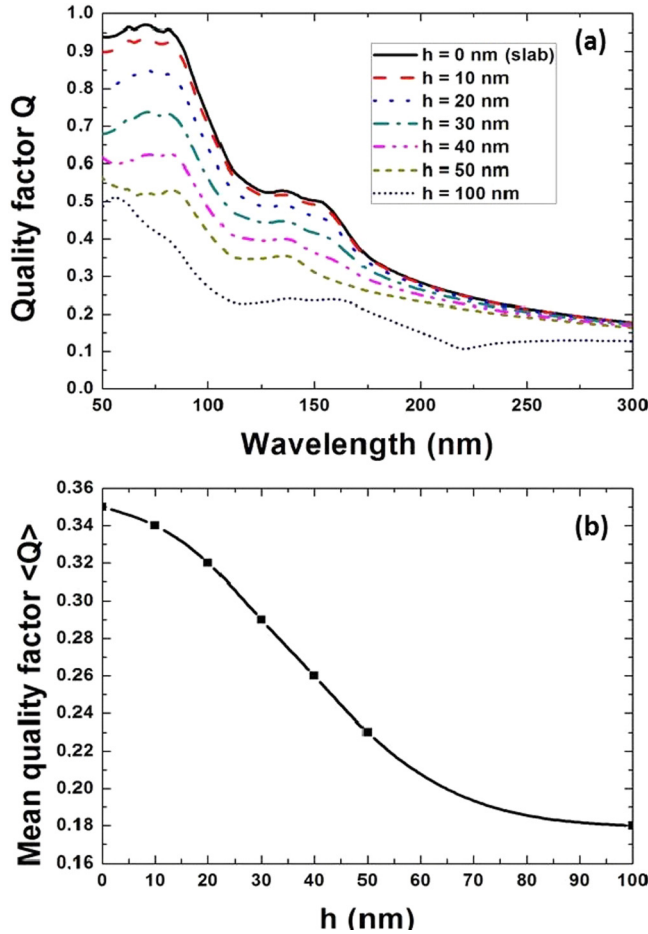 (a)
Quality factor Q
1.0
0.9
0.8
0.7
0.6
0.5
0.4
0.3
0.2
0.1
0.0
h = 0 nm (slab)
h = 10 nm
h = 20 nm
h = 30 nm
h = 40 nm
h = 50 nm
h = 100 nm
50 100 150 200 250 300
Wavelength (nm)
(b)
Mean quality factor <Q>
0.36
0.34
0.32
0.30
0.28
0.26
0.24
0.22
0.20
0.18
0.16
0 10 20 30 40 50 60 70 80 90 100
h (nm)